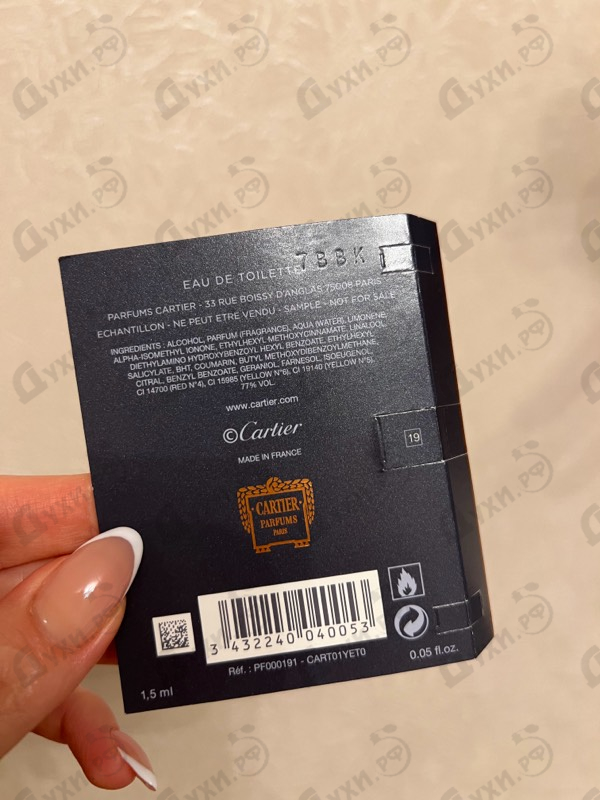 EAU DE TOILETTE 7BBK
PARFUMS CARTIER - 33 RUE BOISSY D'ANGLAS 75008 PARIS
ECHANTILLON - NE PEUT ETRE VENDU - SAMPLE - NOT FOR SALE
INGREDIENTS : ALCOHOL, PARFUM (FRAGRANCE), AQUA (WATER), LIMONENE,
ALPHA-ISOMETHYL IONONE, ETHYLHEXYL METHOXYCINNAMATE, LINALOOL
DIETHYLAMINO HYDROXYBENZOYL HEXYL BENZOATE, ETHYLHEXYL
SALICYLATE, BHT, COUMARIN, BUTYL METHOXYDIBENZOYLMETHANE,
CITRAL, BENZYL BENZOATE, GERANIOL, FARNESOL, ISOEUGENOL,
CI 14700 (RED N°4), CI 15985 (YELLOW N°6), CI 19140 (YELLOW N°5).
77% VOL.
www.cartier.com
©Cartier
19
MADE IN FRANCE
CARTIER
PARFUMS
PARIS
3 432240 040053
Réf. : PF000191 - CART01YET0
1,5 ml
0.05 fl.oz.
Духи.рф